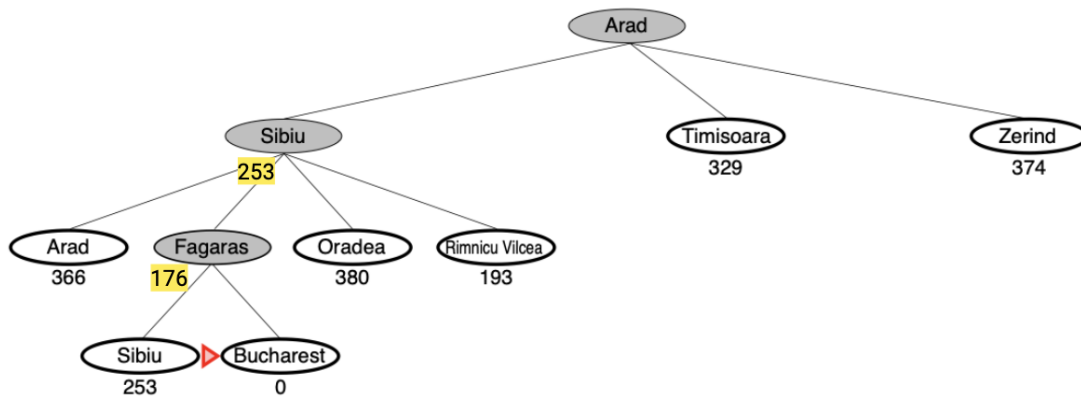 Arad
Sibiu
Timisoara
Zerind
253
329
374
Arad
Fagaras
Oradea
Rimnicu Vilcea
366
176
380
193
Sibiu
Bucharest
253
0